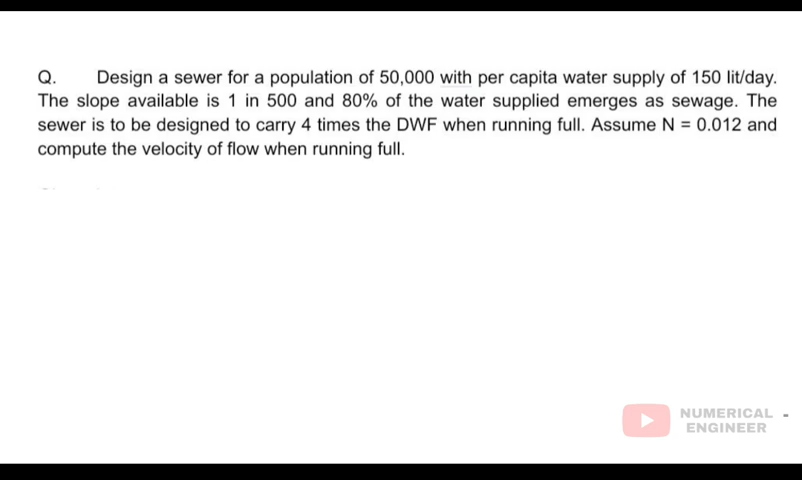 Q. Design a sewer for a population of 50,000 with per capita water supply of 150 lit/day.
The slope available is 1 in 500 and 80% of the water supplied emerges as sewage. The
sewer is to be designed to carry 4 times the DWF when running full. Assume N = 0.012 and
compute the velocity of flow when running full.
NUMERICAL -
ENGINEER